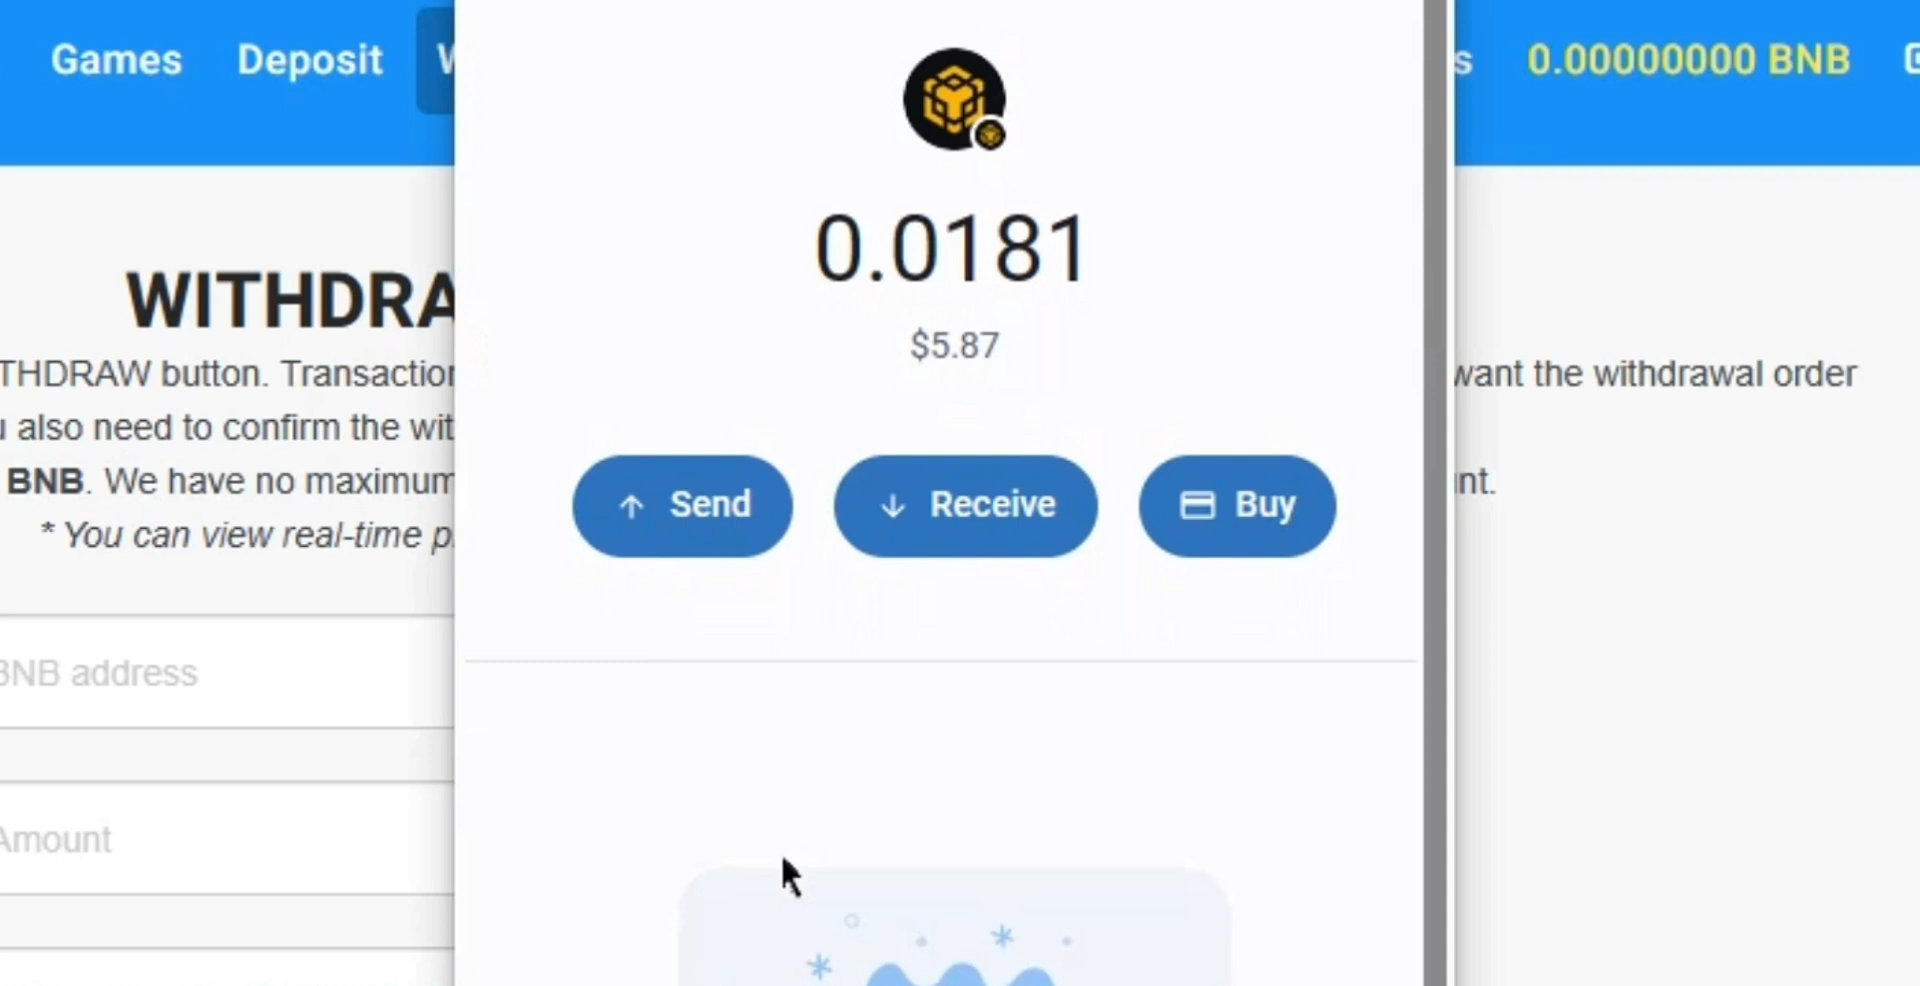 Games Deposit
0.00000000 BNB
0.0181
$5.87
WITHDRA
THDRAW button. Transaction
want the withdrawal order
also need to confirm the wit
BNB. We have no maximum
nt.
* You can view real-time p
Send Receive Buy
BNB address
Amount